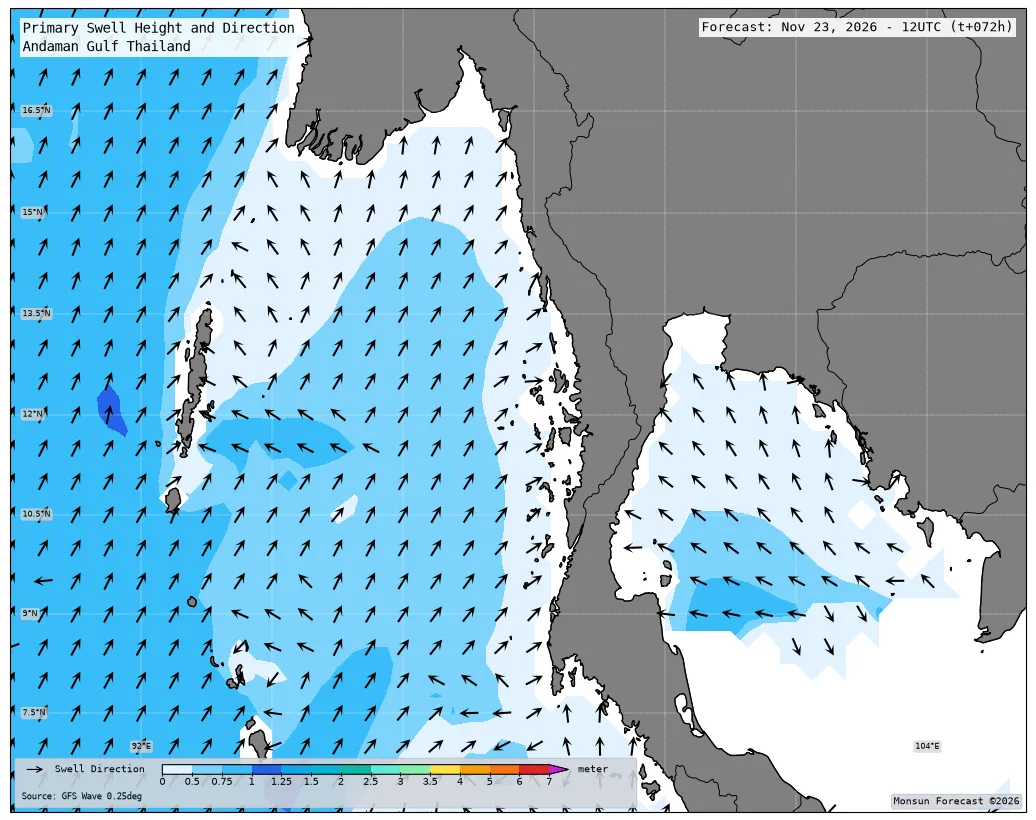 Primary Swell Height and Direction
Andaman Gulf Thailand
Forecast: Nov 23, 2026 - 12UTC (t+072h)
16.5°N
15°N
13.5°N
12°N
10.5°N
9°N
7.5°N
92°E
104°E
Swell Direction
0 0.5 0.75 1 1.25 1.5 2 2.5 3 3.5 4 5 6 7 meter
Source: GFS Wave 0.25deg
Monsun Forecast ©2026